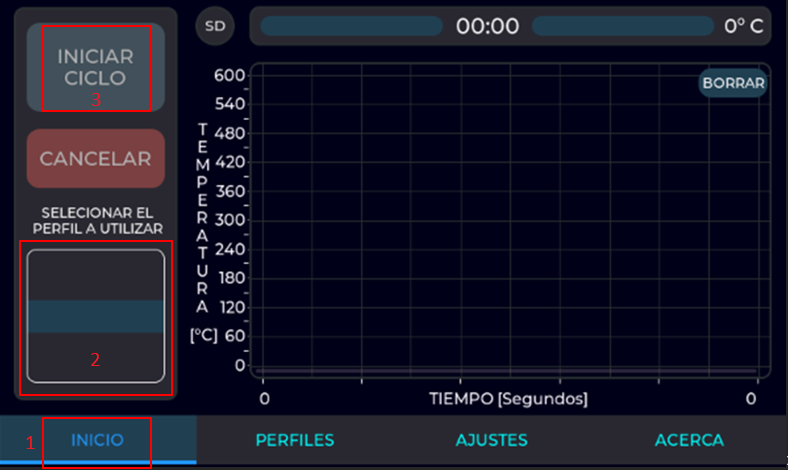 INICIAR
CICLO
3
CANCELAR
SELECIONAR EL
PERFIL A UTILIZAR
2
SD
00:00
0° C
BORRAR
600
540
480
420
360
300
240
180
120
60
0
TEMPERATURA
[°C]
0
TIEMPO [Segundos]
0
1
INICIO
PERFILES
AJUSTES
ACERCA